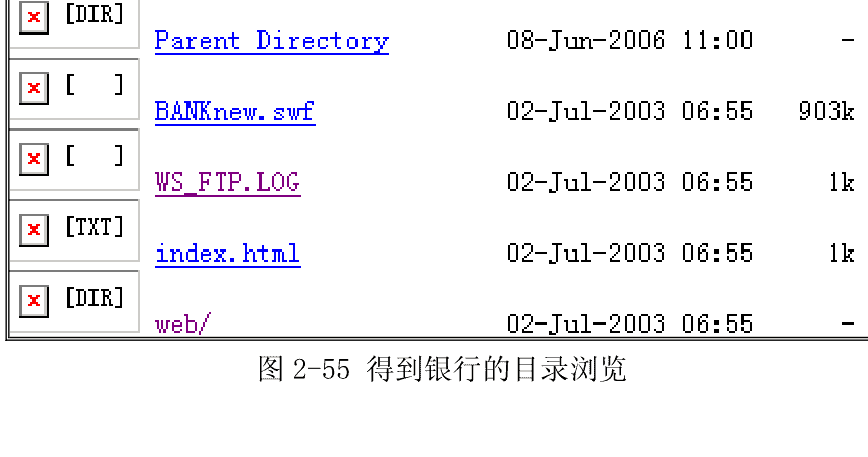 [DIR] Parent Directory 08-Jun-2006 11:00 -
[ ] BANKnew.swf 02-Jul-2003 06:55 903k
[ ] WS_FTP.LOG 02-Jul-2003 06:55 1k
[TXT] index.html 02-Jul-2003 06:55 1k
[DIR] web/ 02-Jul-2003 06:55 -
图 2-55 得到银行的目录浏览